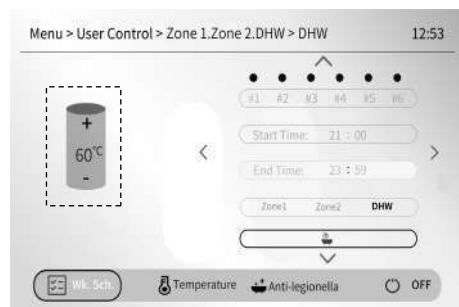 Menu > User Control > Zone 1.Zone 2.DHW > DHW 12:53
#1 #2 #3 #4 #5 #6
+
60°C
-
Start Time: 21 : 00
End Time: 23 : 59
Zone1 Zone2 DHW
Wk. Sch. Temperature Anti-legionella OFF